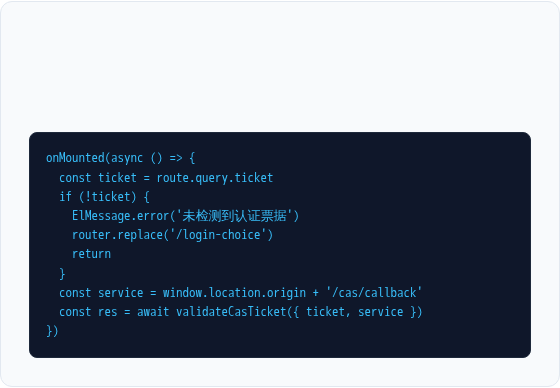 onMounted(async () => {
  const ticket = route.query.ticket
  if (!ticket) {
    ElMessage.error('未检测到认证票据')
    router.replace('/login-choice')
    return
  }
  const service = window.location.origin + '/cas/callback'
  const res = await validateCasTicket({ ticket, service })
})